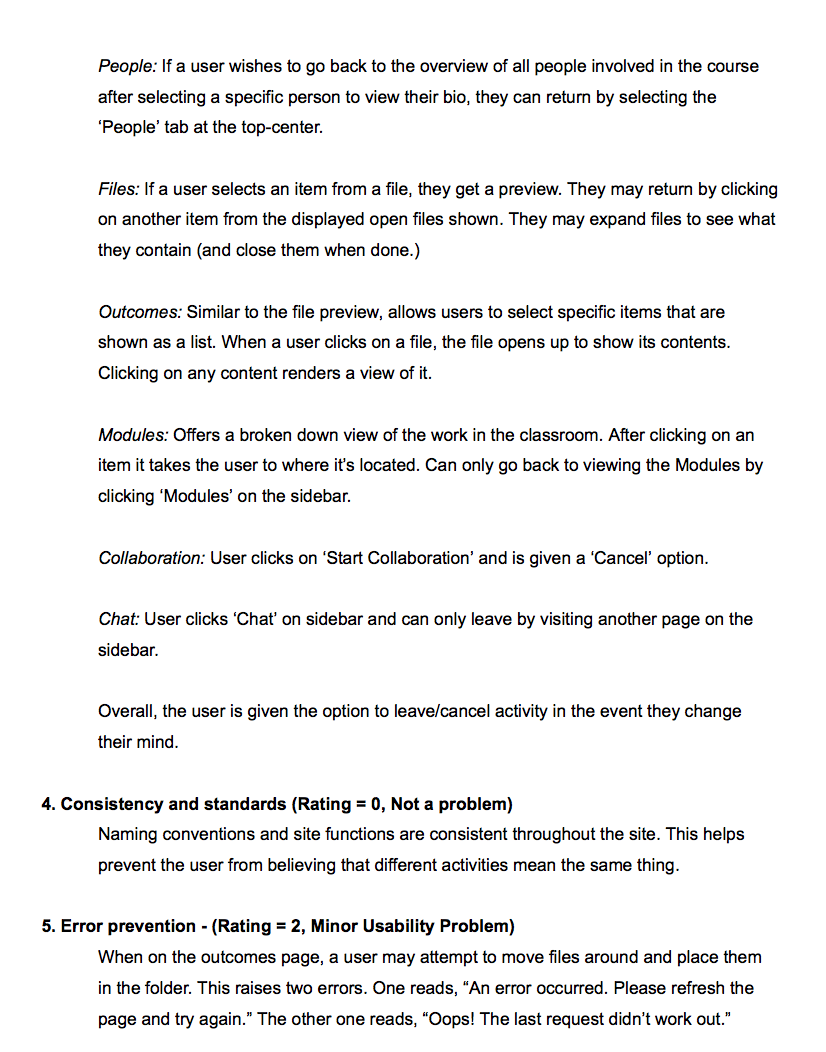 People: If a user wishes to go back to the overview of all people involved in the course
after selecting a specific person to view their bio, they can return by selecting the
‘People’ tab at the top-center.
Files: If a user selects an item from a file, they get a preview. They may return by clicking
on another item from the displayed open files shown. They may expand files to see what
they contain (and close them when done.)
Outcomes: Similar to the file preview, allows users to select specific items that are
shown as a list. When a user clicks on a file, the file opens up to show its contents.
Clicking on any content renders a view of it.
Modules: Offers a broken down view of the work in the classroom. After clicking on an
item it takes the user to where it’s located. Can only go back to viewing the Modules by
clicking ‘Modules’ on the sidebar.
Collaboration: User clicks on ‘Start Collaboration’ and is given a ‘Cancel’ option.
Chat: User clicks ‘Chat’ on sidebar and can only leave by visiting another page on the
sidebar.
Overall, the user is given the option to leave/cancel activity in the event they change
their mind.
4. Consistency and standards (Rating = 0, Not a problem)
Naming conventions and site functions are consistent throughout the site. This helps
prevent the user from believing that different activities mean the same thing.
5. Error prevention - (Rating = 2, Minor Usability Problem)
When on the outcomes page, a user may attempt to move files around and place them
in the folder. This raises two errors. One reads, “An error occurred. Please refresh the
page and try again.” The other one reads, “Oops! The last request didn’t work out.”